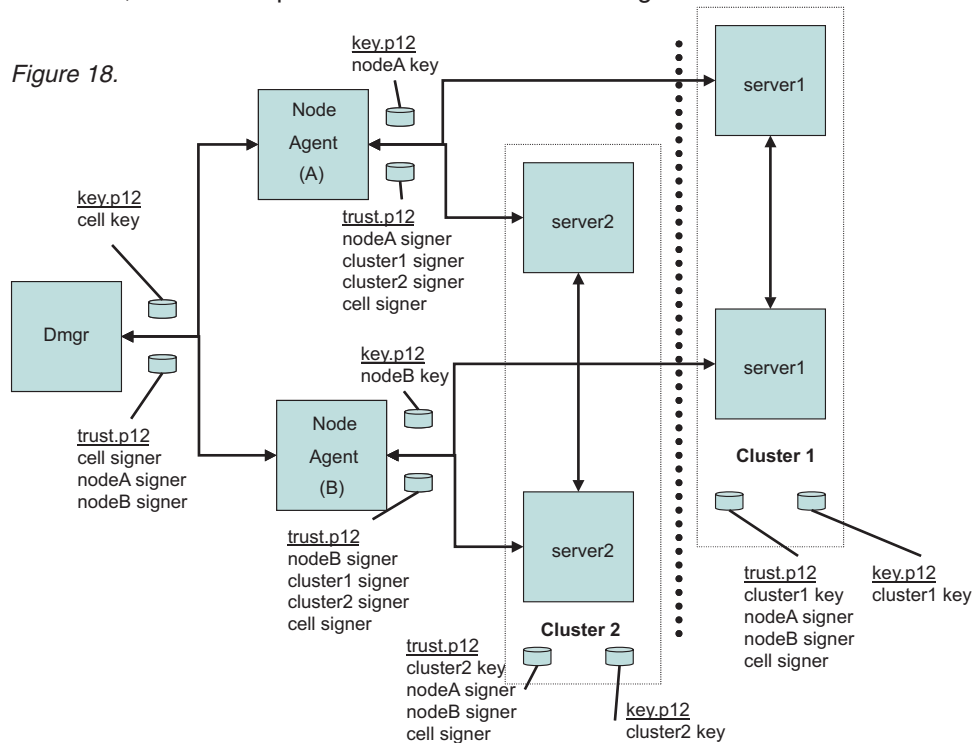 Figure 18.
key.p12
nodeA key
Node
Agent
(A)
server1
key.p12
cell key
trust.p12
nodeA signer
cluster1 signer
cluster2 signer
cell signer
server2
Dmgr
key.p12
nodeB key
server1
trust.p12
cell signer
nodeA signer
nodeB signer
Node
Agent
(B)
Cluster 1
trust.p12
nodeB signer
cluster1 signer
cluster2 signer
cell signer
server2
trust.p12
cluster1 key
nodeA signer
nodeB signer
cell signer
key.p12
cluster1 key
Cluster 2
trust.p12
cluster2 key
nodeA signer
nodeB signer
cell signer
key.p12
cluster2 key